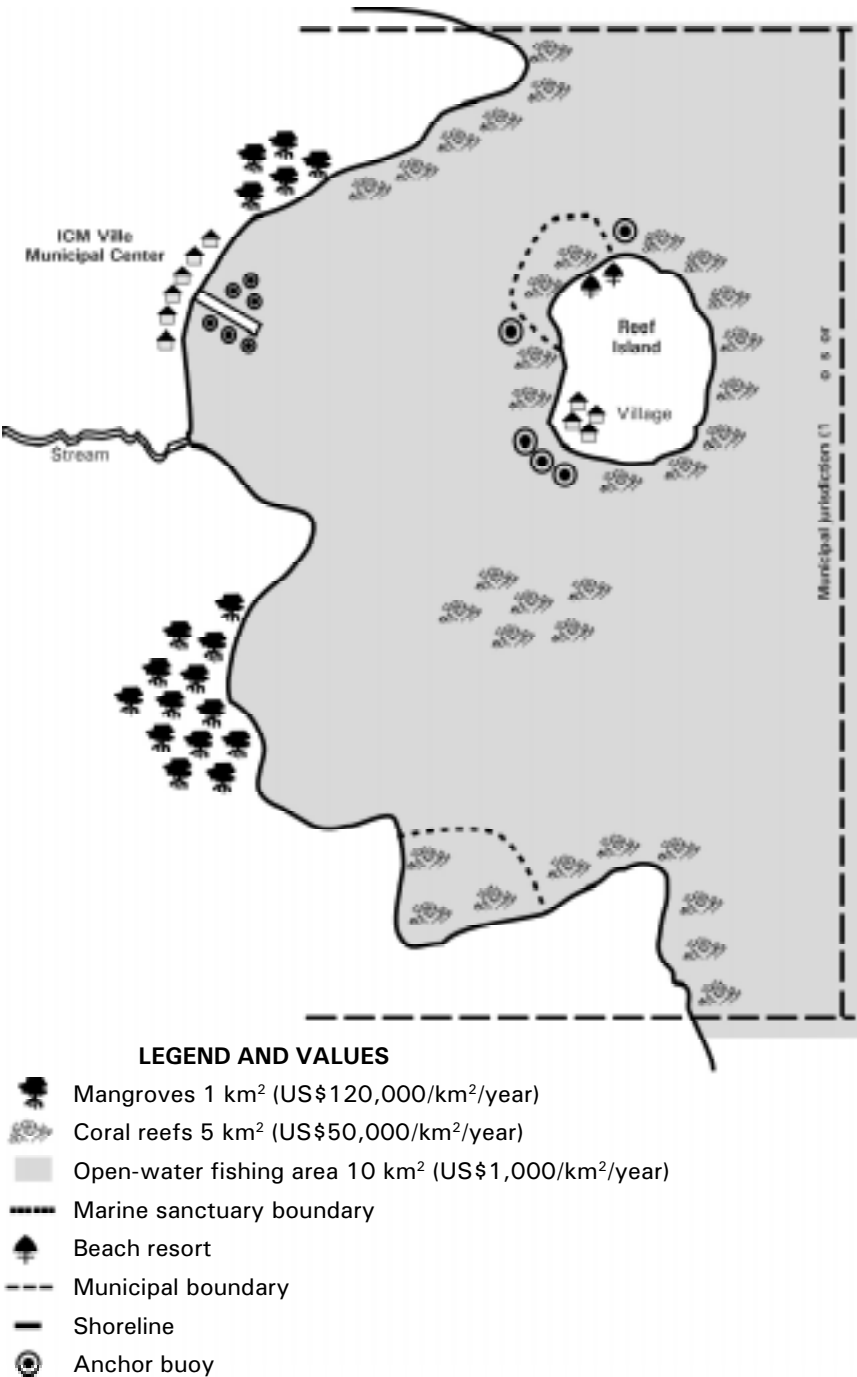 ICM Ville
Municipal Center
Reef
Island
Village
Stream
Municipal jurisdiction
LEGEND AND VALUES
Mangroves 1 km² (US$120,000/km²/year)
Coral reefs 5 km² (US$50,000/km²/year)
Open-water fishing area 10 km² (US$1,000/km²/year)
Marine sanctuary boundary
Beach resort
Municipal boundary
Shoreline
Anchor buoy